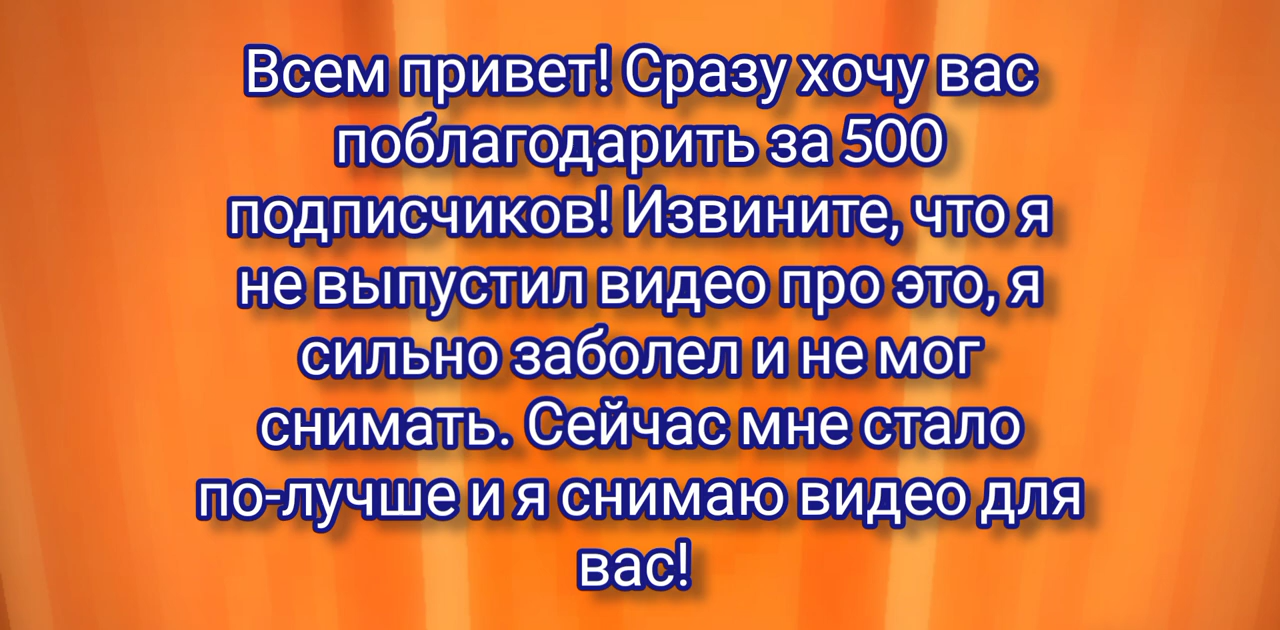 Всем привет! Сразу хочу вас
поблагодарить за 500
подписчиков! Извините, что я
не выпустил видео про это, я
сильно заболел и не мог
снимать. Сейчас мне стало
по-лучше и я снимаю видео для
вас!